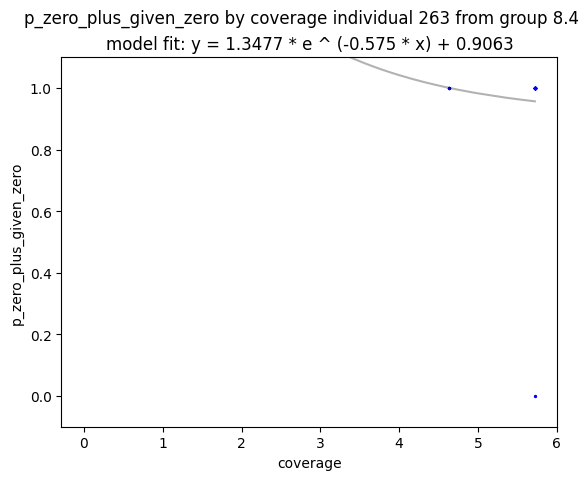 p_zero_plus_given_zero by coverage individual 263 from group 8.4
model fit: y = 1.3477 * e ^ (-0.575 * x) + 0.9063
1.0
0.8
0.6
0.4
0.2
0.0
p_zero_plus_given_zero
0 1 2 3 4 5 6
coverage